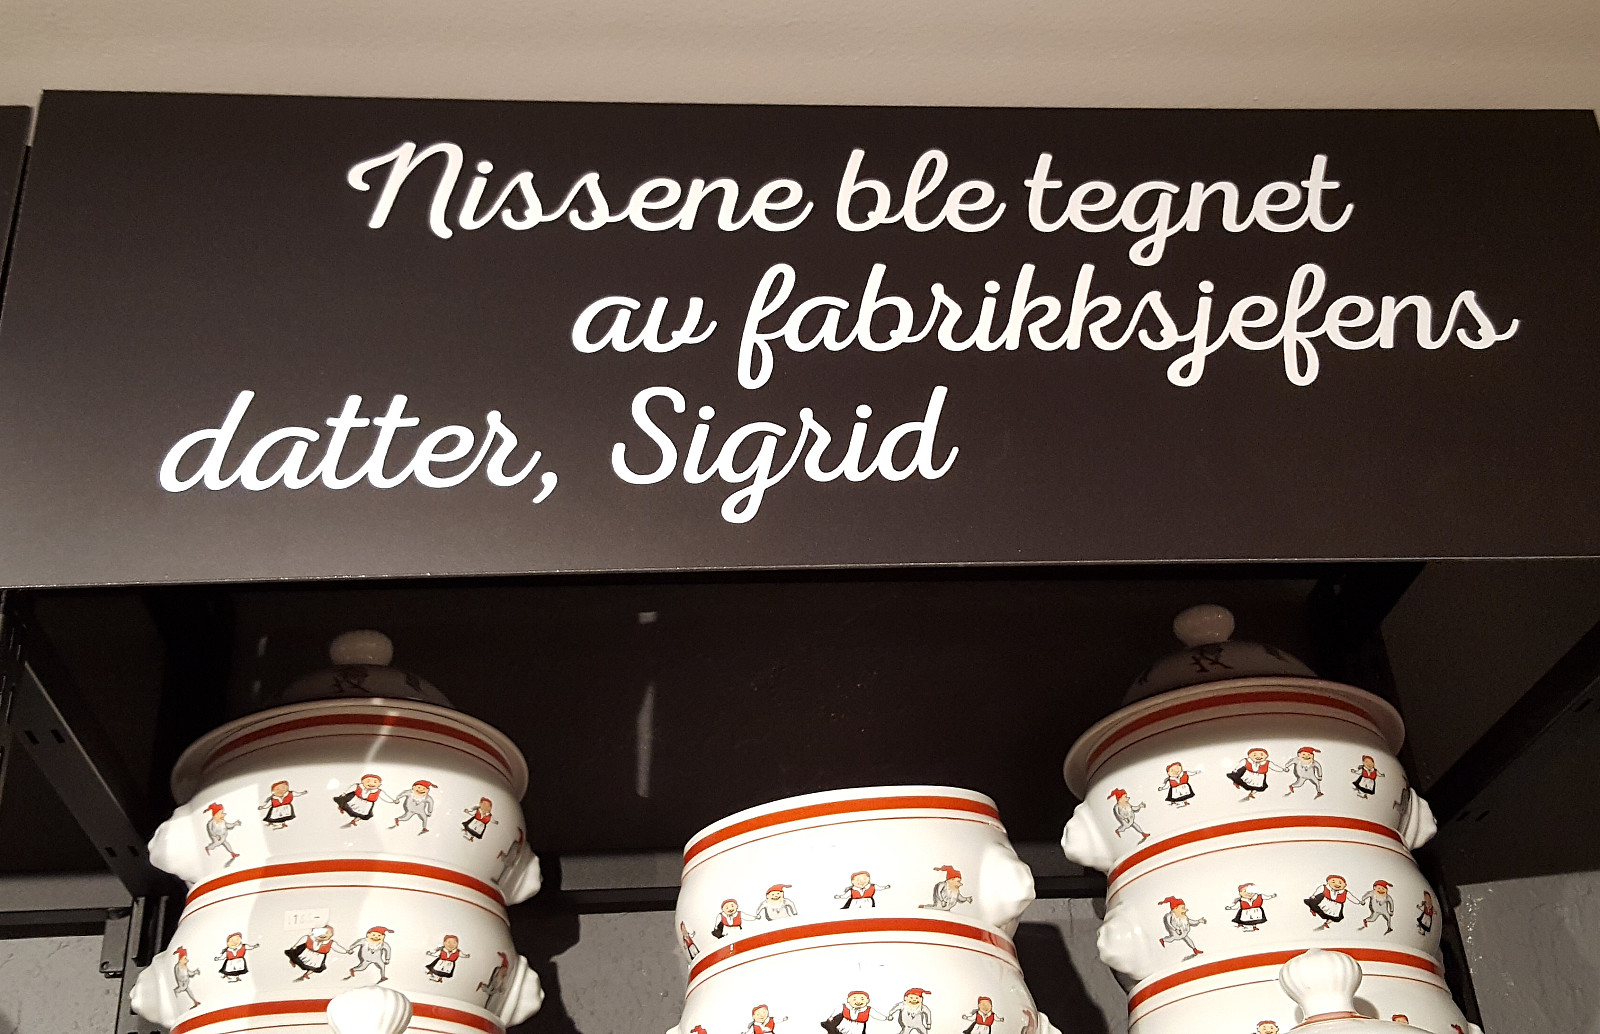 Nissene ble tegnet
av fabrikksjefens
datter, Sigrid